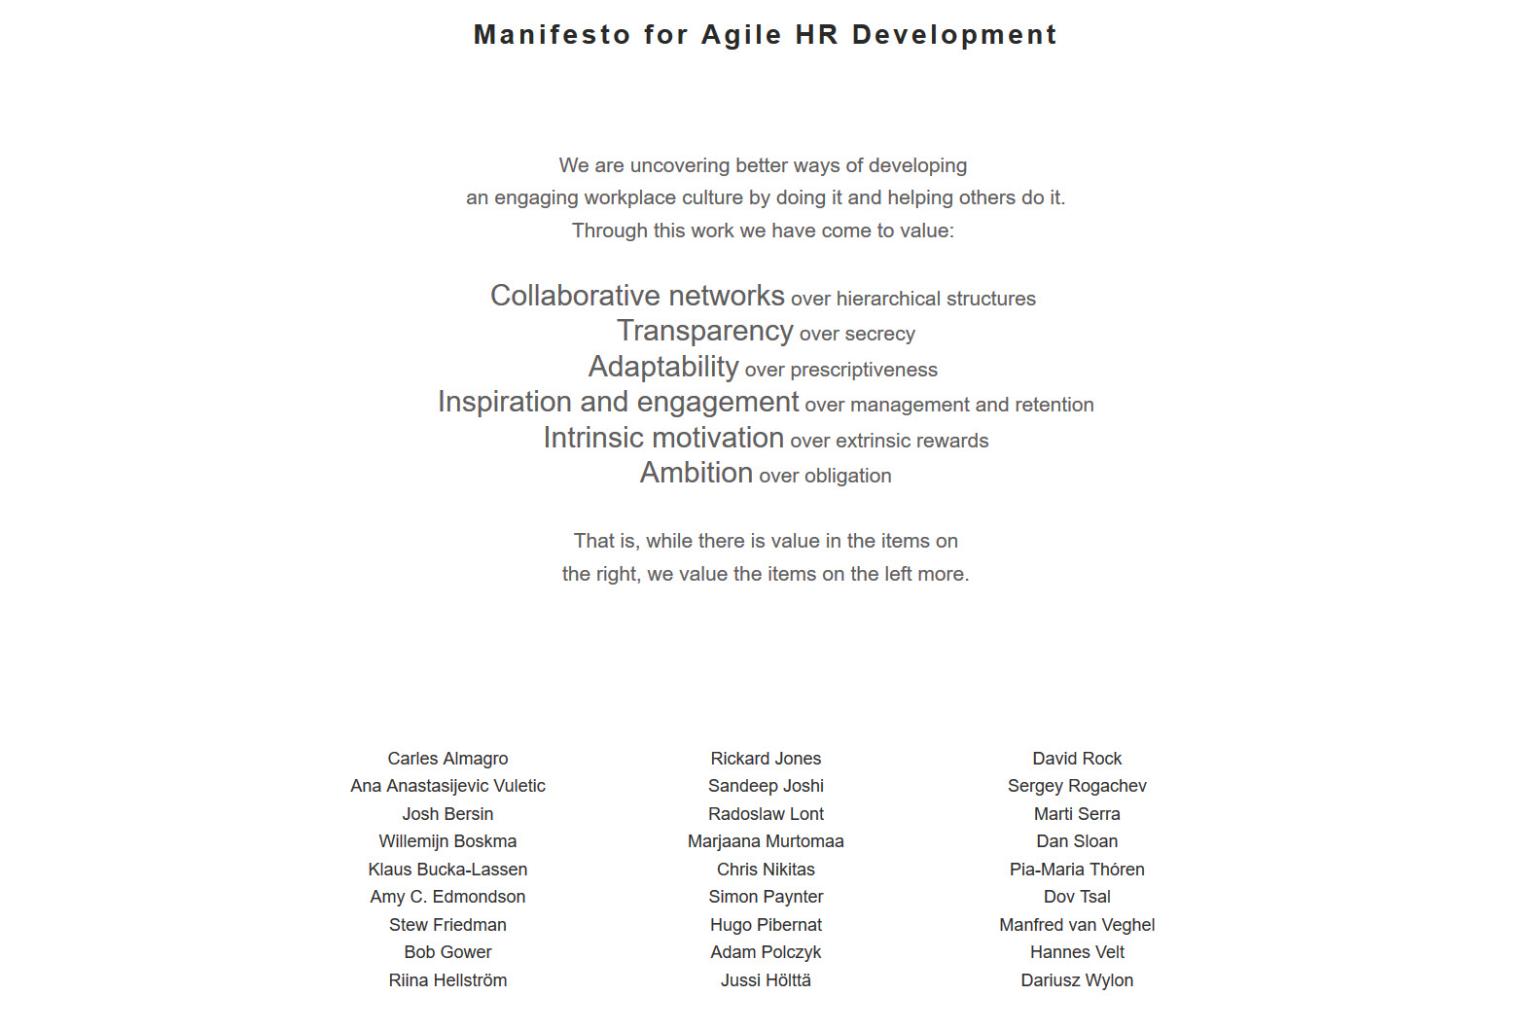 Manifesto for Agile HR Development
We are uncovering better ways of developing
an engaging workplace culture by doing it and helping others do it.
Through this work we have come to value:
Collaborative networks over hierarchical structures
Transparency over secrecy
Adaptability over prescriptiveness
Inspiration and engagement over management and retention
Intrinsic motivation over extrinsic rewards
Ambition over obligation
That is, while there is value in the items on
the right, we value the items on the left more.
Carles Almagro
Ana Anastasijevic Vuletic
Josh Bersin
Willemijn Boskma
Klaus Bucka-Lassen
Amy C. Edmondson
Stew Friedman
Bob Gower
Riina Hellström
Rickard Jones
Sandeep Joshi
Radoslaw Lont
Marjaana Murtomaa
Chris Nikitas
Simon Paynter
Hugo Pibernat
Adam Polczyk
Jussi Hölttä
David Rock
Sergey Rogachev
Marti Serra
Dan Sloan
Pia-Maria Thóren
Dov Tsal
Manfred van Veghel
Hannes Velt
Dariusz Wylon